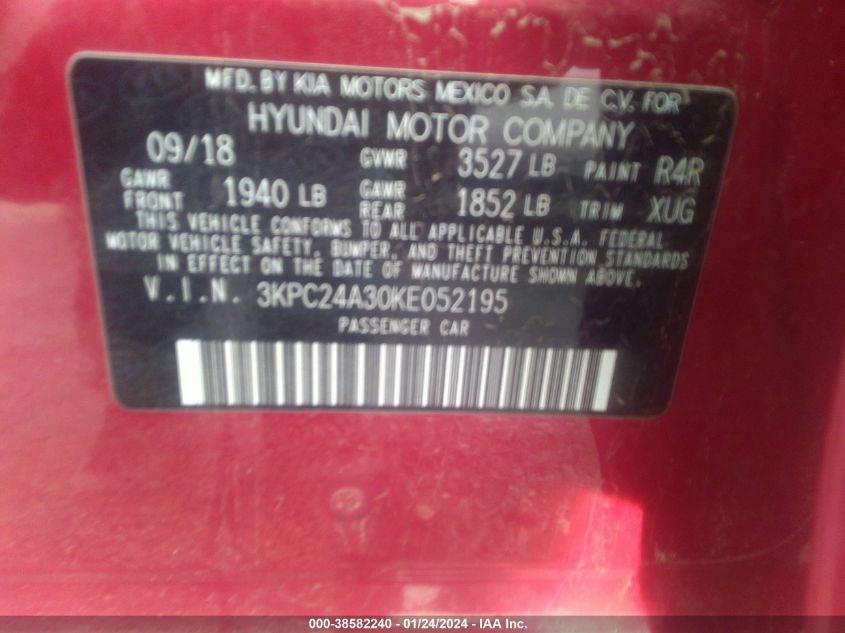 MFD. BY KIA MOTORS MEXICO S.A. DE C.V. FOR
HYUNDAI MOTOR COMPANY
09/18 GVWR 3527 LB PAINT R4R
GAWR FRONT 1940 LB GAWR REAR 1852 LB TRIM XUG
THIS VEHICLE CONFORMS TO ALL APPLICABLE U.S.A. FEDERAL
MOTOR VEHICLE SAFETY, BUMPER, AND THEFT PREVENTION STANDARDS
IN EFFECT ON THE DATE OF MANUFACTURE SHOWN ABOVE.
V.I.N. 3KPC24A30KE052195
PASSENGER CAR
000-38582240 - 01/24/2024 - IAA Inc.